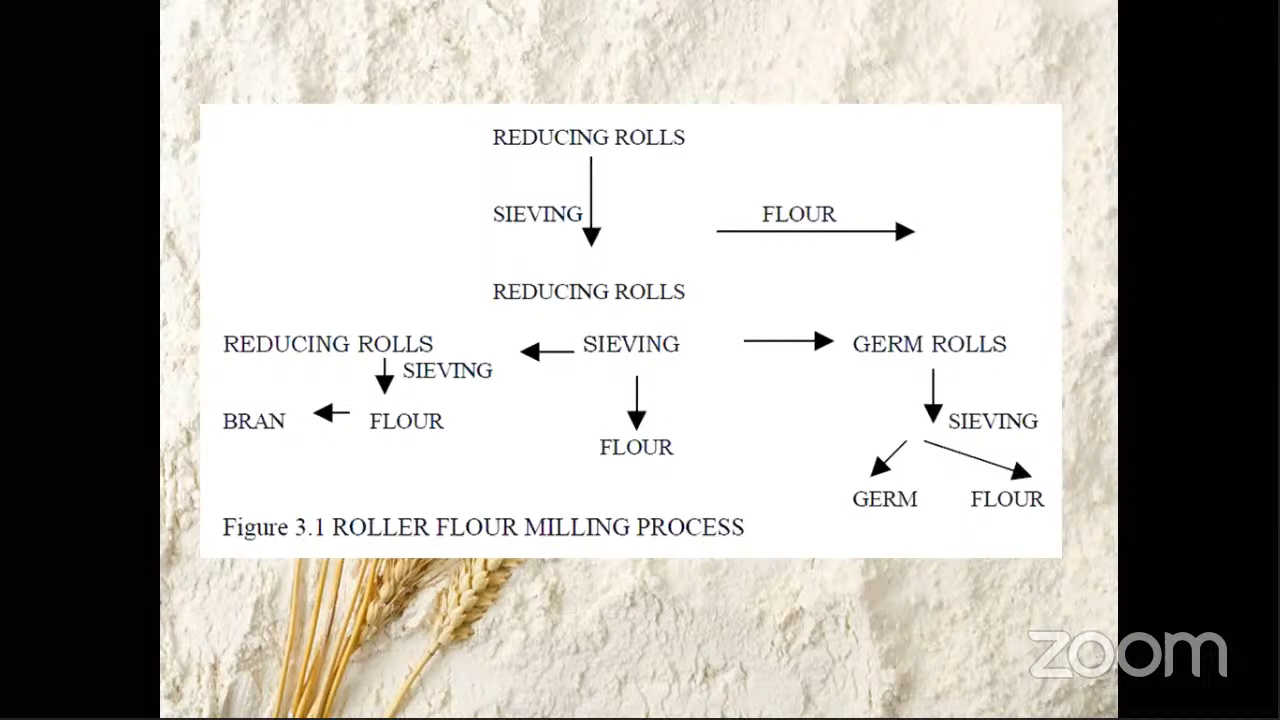 REDUCING ROLLS
SIEVING
FLOUR
REDUCING ROLLS
REDUCING ROLLS
SIEVING
GERM ROLLS
SIEVING
BRAN
FLOUR
FLOUR
SIEVING
GERM
FLOUR
Figure 3.1 ROLLER FLOUR MILLING PROCESS
zoom